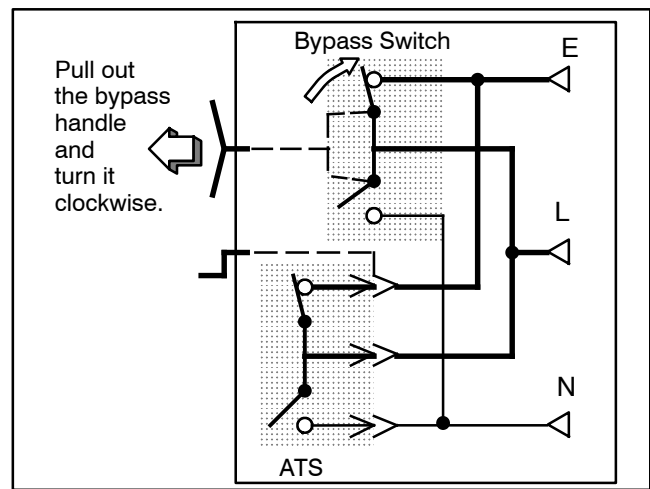 Bypass Switch
E
Pull out
the bypass
handle
and
turn it
clockwise.
L
N
ATS